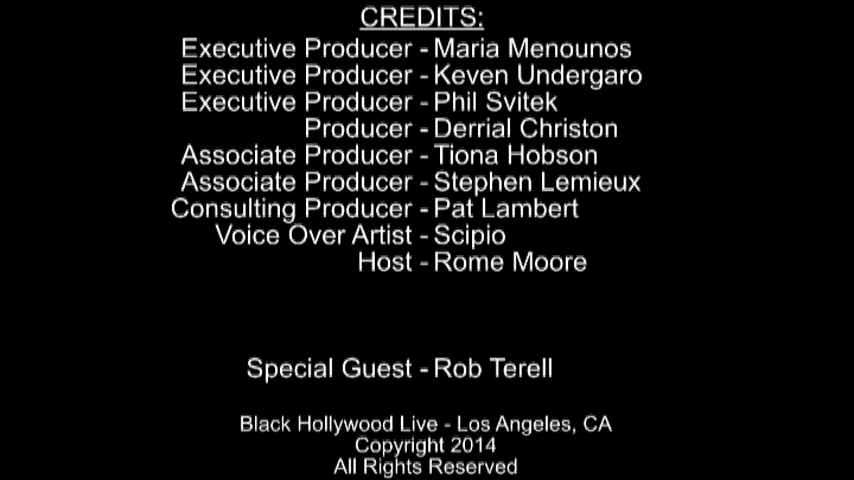 CREDITS:
Executive Producer - Maria Menounos
Executive Producer - Keven Undergaro
Executive Producer - Phil Svitek
Producer - Derrial Christon
Associate Producer - Tiona Hobson
Associate Producer - Stephen Lemieux
Consulting Producer - Pat Lambert
Voice Over Artist - Scipio
Host - Rome Moore
Special Guest - Rob Terell
Black Hollywood Live - Los Angeles, CA
Copyright 2014
All Rights Reserved